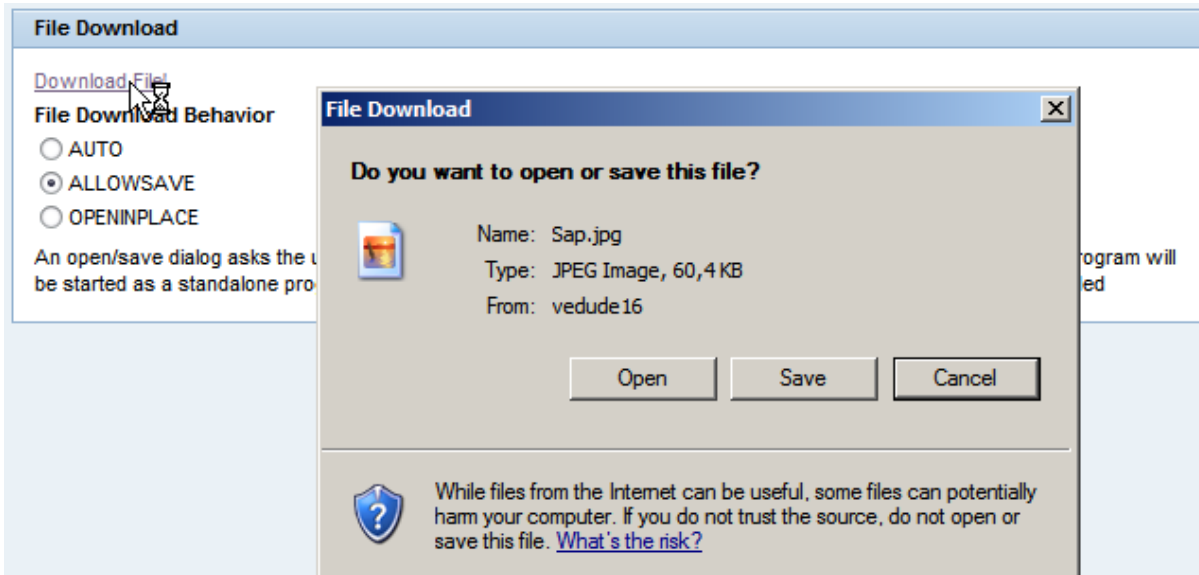 File Download
Download File!
File Download Behavior
AUTO
ALLOWSAVE
OPENINPLACE
An open/save dialog asks the
be started as a standalone
rogram will
ed
File Download
Do you want to open or save this file?
Name: Sap.jpg
Type: JPEG Image, 60,4 KB
From: vedude16
Open Save Cancel
While files from the Internet can be useful, some files can potentially
harm your computer. If you do not trust the source, do not open or
save this file. What's the risk?